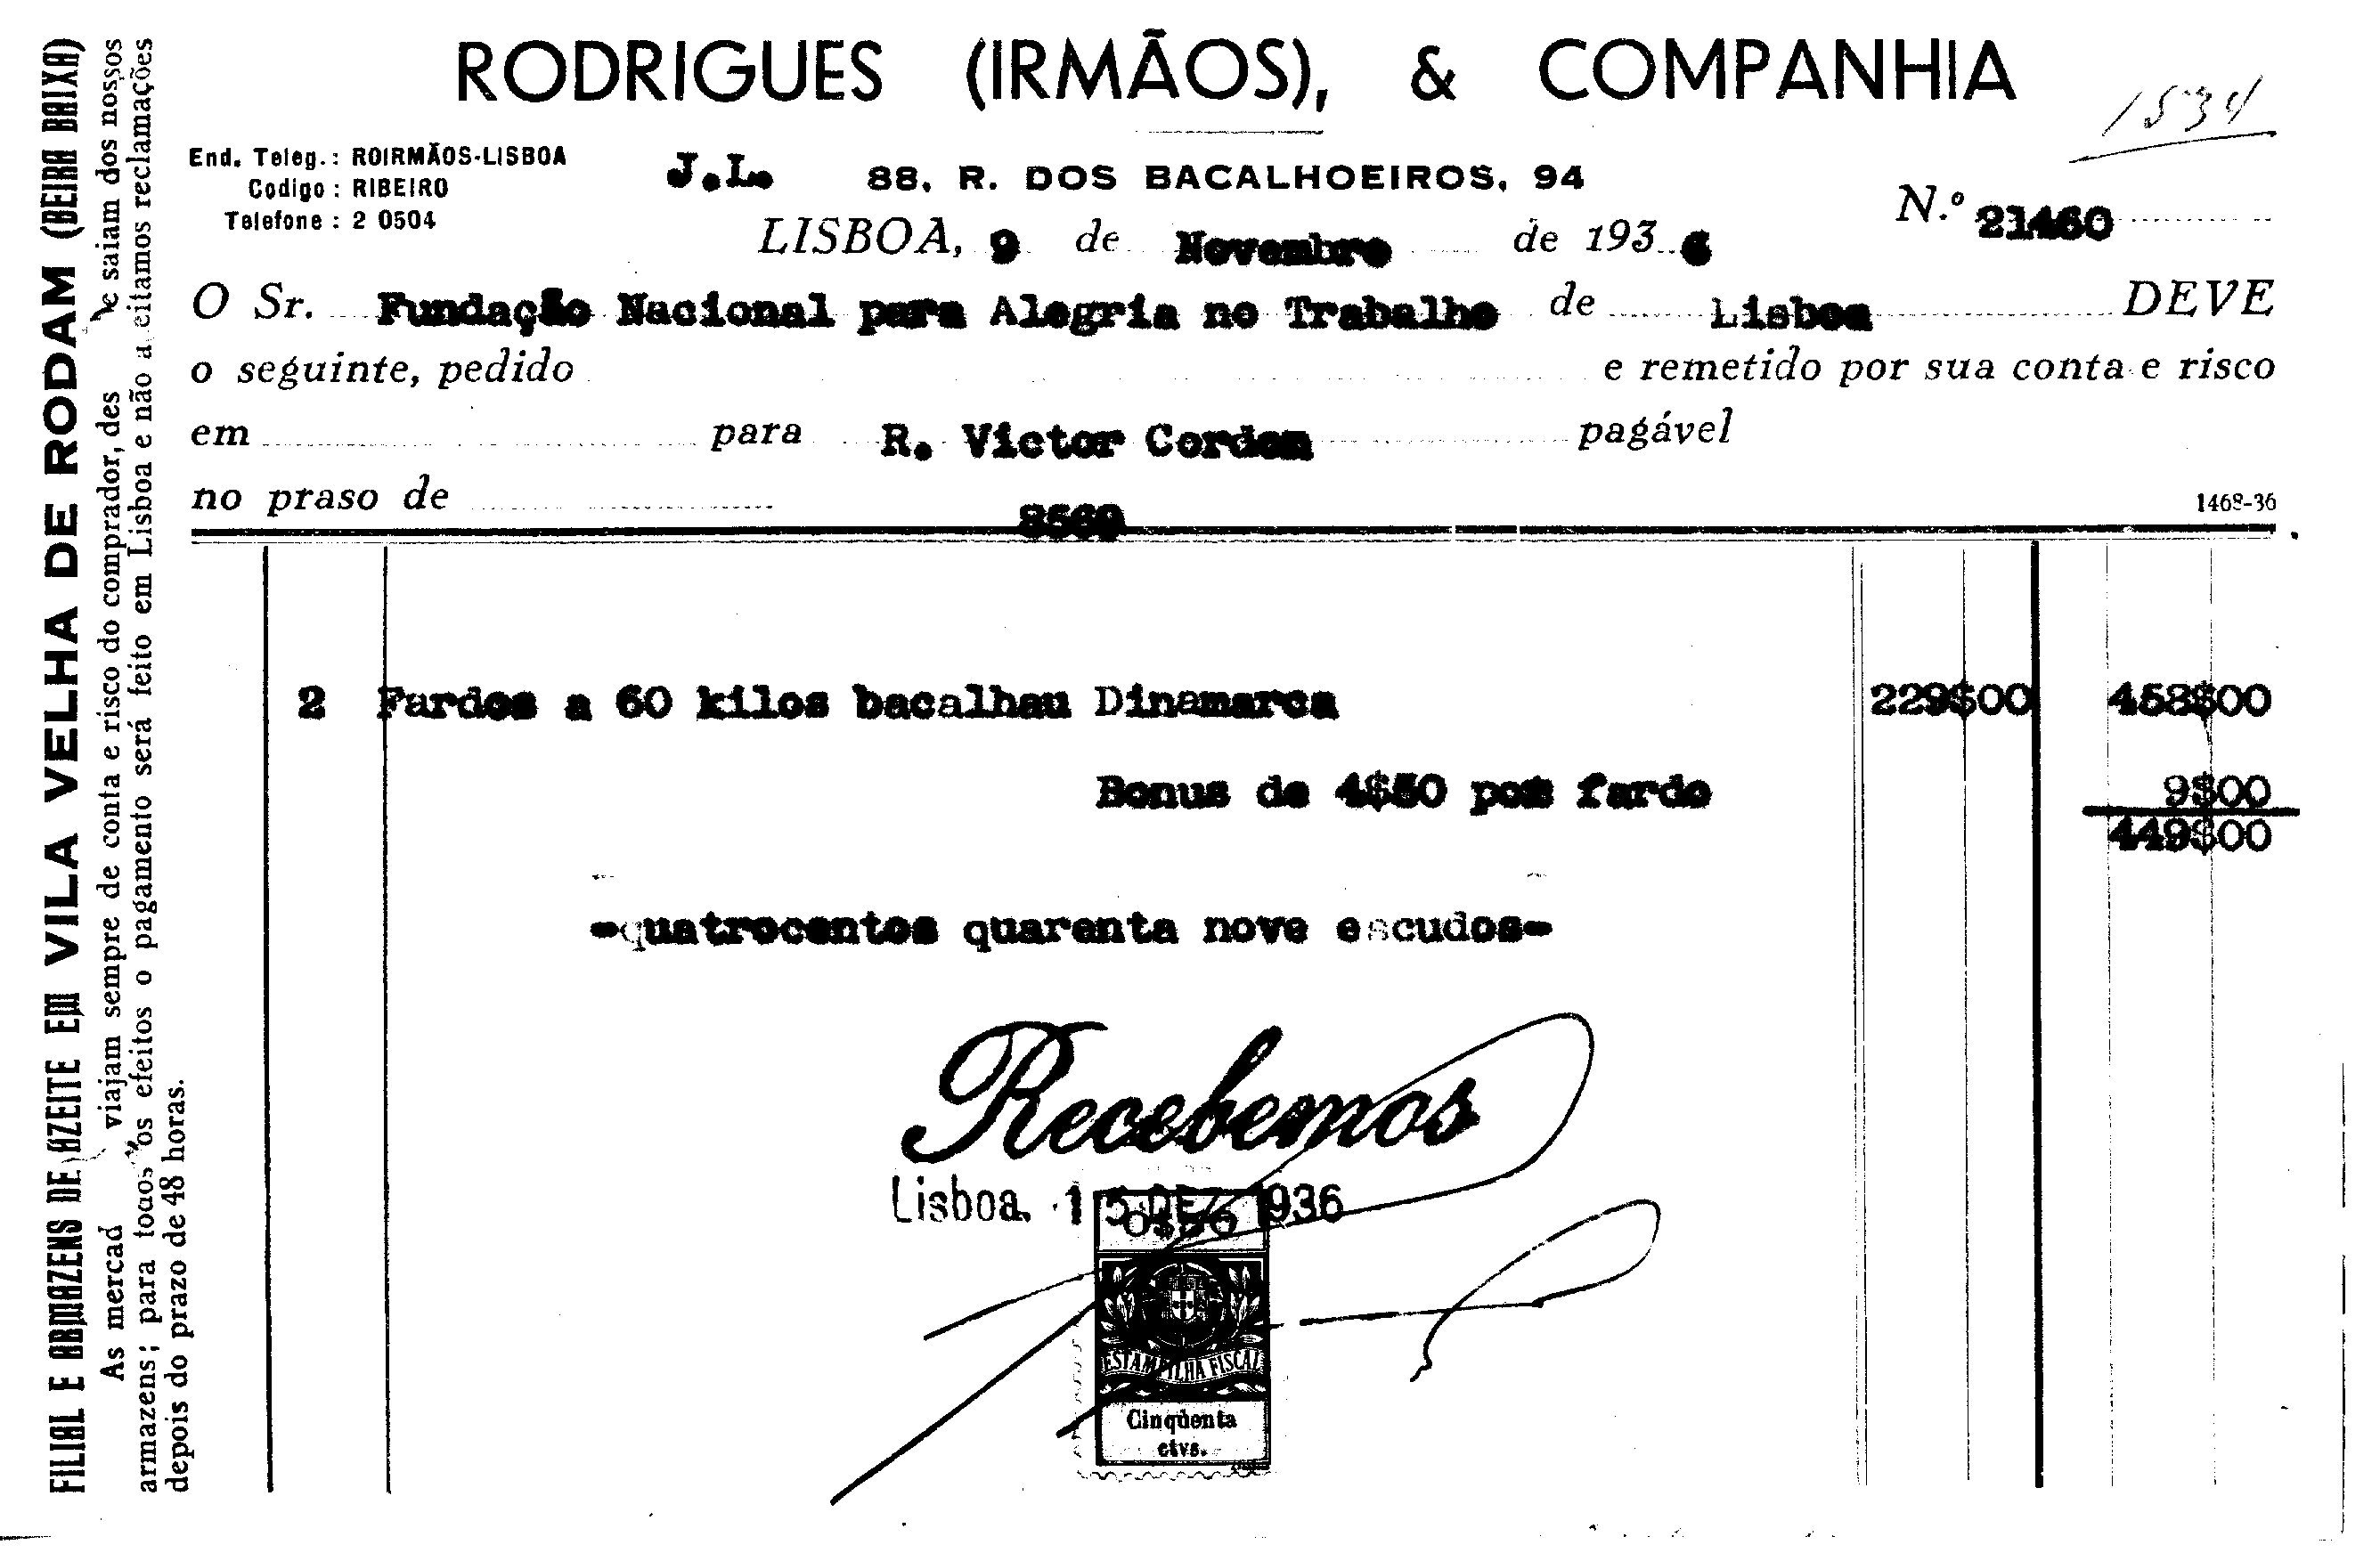 RODRIGUES (IRMÃOS), & COMPANHIA
1534
End. Teleg.: ROIRMÃOS-LISBOA
Codigo: RIBEIRO
Telefone: 2 0504
J.L. 88, R. DOS BACALHOEIROS, 94
N.º 21460
LISBOA, 9 de Novembro de 1936
O Sr. Fundação Nacional para Alegria no Trabalho de Lisboa DEVE
o seguinte, pedido e remetido por sua conta e risco
em para R. Victor Cordon pagável
no praso de
8569
1468-36
2 Fardos a 60 kilos bacalhau Dinamarca 229$00 458$00
Bonus de 4$50 por fardo 9$00
449$00
-quatrocentos quarenta nove escudos-
Recebemos
Lisboa, 15 DEZ 1936
0$50
ESTAMPILHA FISCAL
Cinqùenta
ctvs.
FILIAL E ARMAZENS DE AZEITE EM VILA VELHA DE RODAM (BEIRA BAIXA)
As mercad viajam sempre de conta e risco do comprador, des e saiam dos nossos
armazens; para todos os efeitos o pagamento será feito em Lisboa e não aceitamos reclamações
depois do prazo de 48 horas.